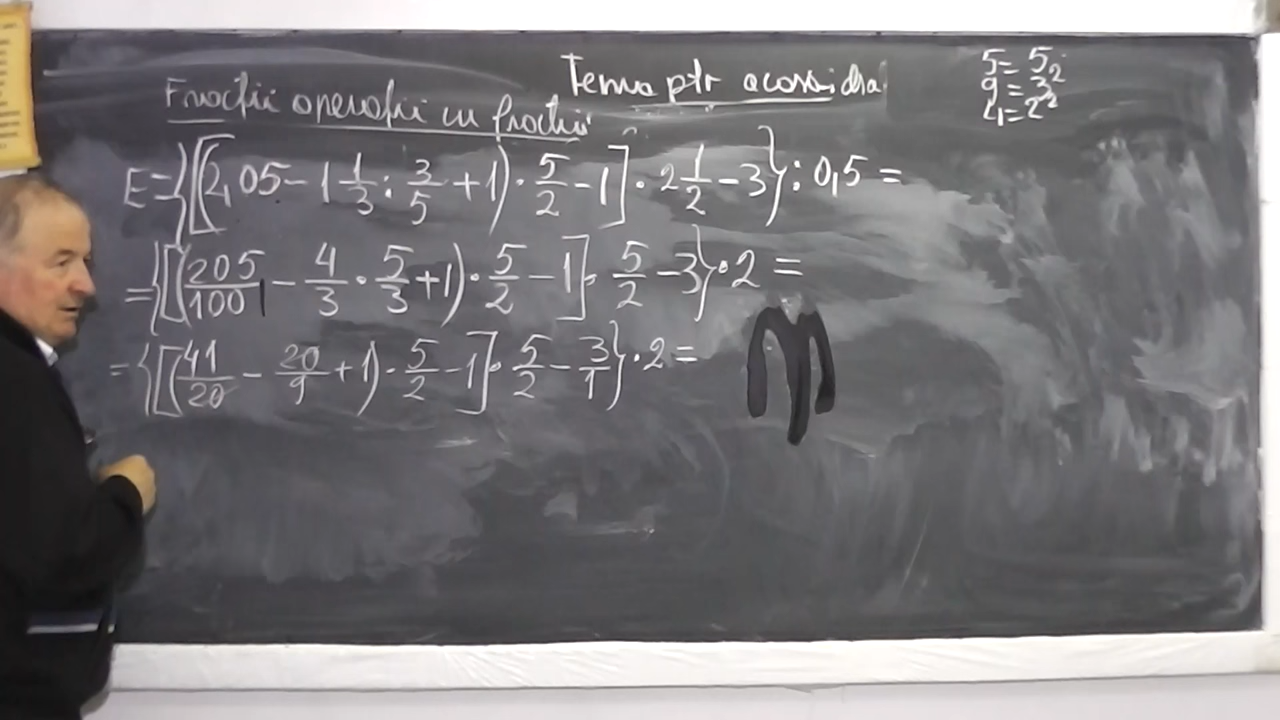 Tema ptr acasă
Fracții operații cu fracții
5 = 5
9 = 3²
4 = 2²
E = {[(2,05 - 1 1/3 : 3/5 + 1) · 5/2 - 1] · 2 1/2 - 3} : 0,5 =
= {[(205/100 - 4/3 · 5/3 + 1) · 5/2 - 1] · 5/2 - 3} · 2 =
= {[(41/20 - 20/9 + 1) · 5/2 - 1] · 5/2 - 3/1} · 2 =